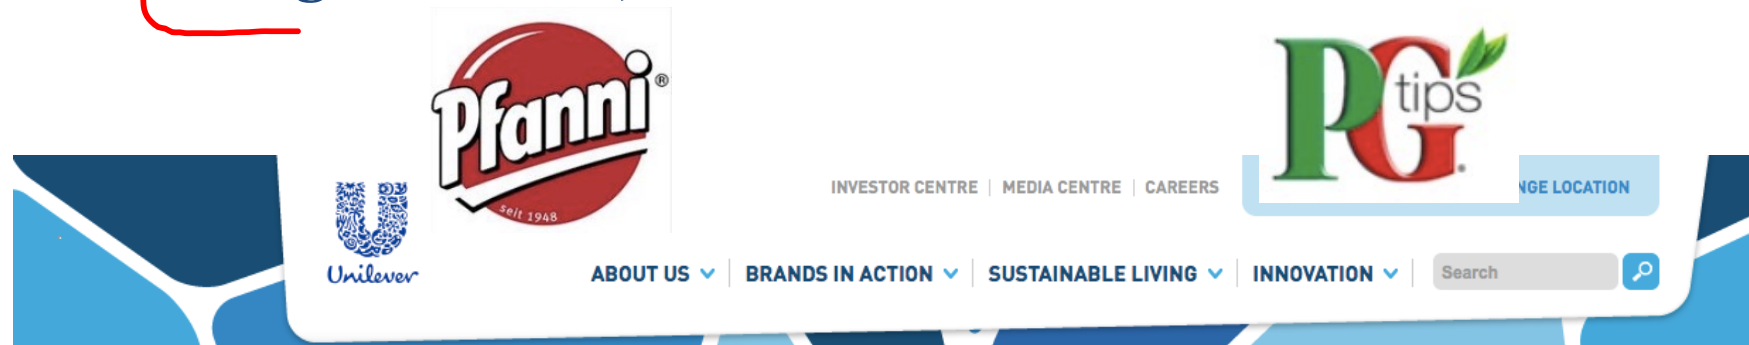 Pfanni®
seit 1948
PG
tips
INVESTOR CENTRE | MEDIA CENTRE | CAREERS
NGE LOCATION
Unilever
ABOUT US | BRANDS IN ACTION | SUSTAINABLE LIVING | INNOVATION | Search